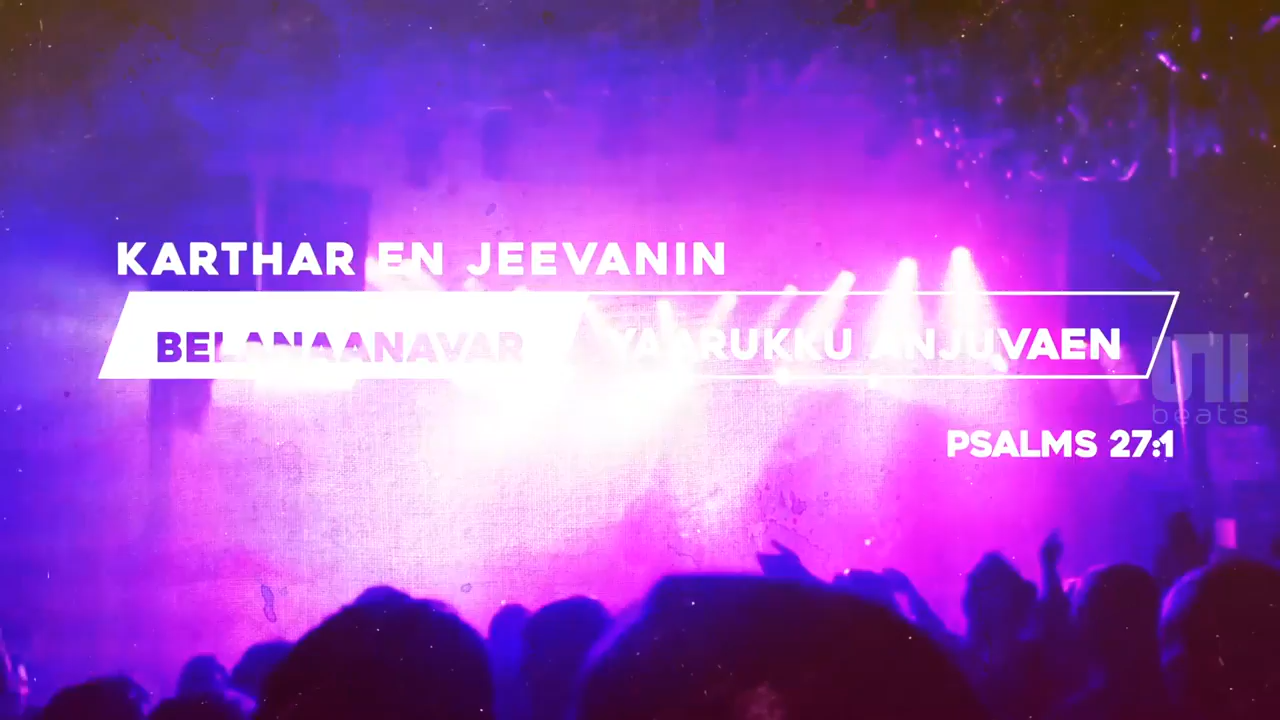 KARTHAR EN JEEVANIN
BELANAANAVAR YAARUKKU ANJUVAEN
beats
PSALMS 27:1